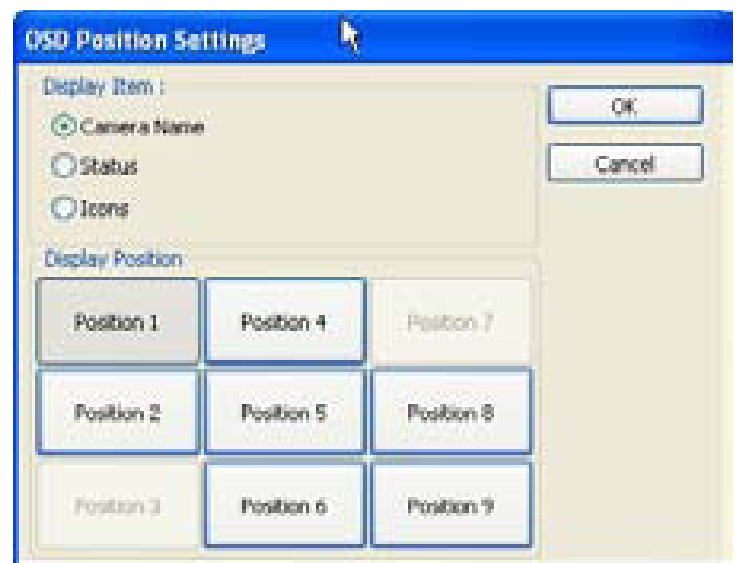 OSD Position Settings
Display Item :
Camera Name
Status
Icons
OK
Cancel
Display Position
Position 1
Position 4
Position 7
Position 2
Position 5
Position 8
Position 3
Position 6
Position 9